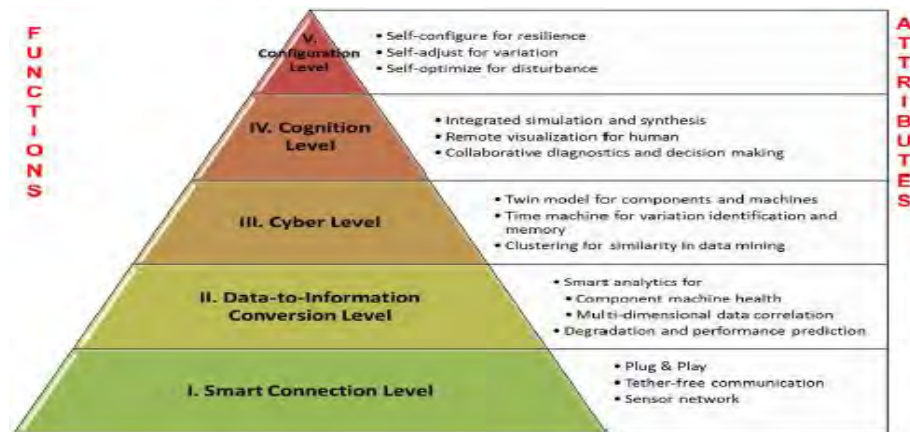 FUNCTIONS
ATTRIBUTES
V.
Configuration
Level
• Self-configure for resilience
• Self-adjust for variation
• Self-optimize for disturbance
IV. Cognition
Level
• Integrated simulation and synthesis
• Remote visualization for human
• Collaborative diagnostics and decision making
III. Cyber Level
• Twin model for components and machines
• Time machine for variation identification and
memory
• Clustering for similarity in data mining
II. Data-to-Information
Conversion Level
• Smart analytics for
• Component machine health
• Multi-dimensional data correlation
• Degradation and performance prediction
I. Smart Connection Level
• Plug & Play
• Tether-free communication
• Sensor network